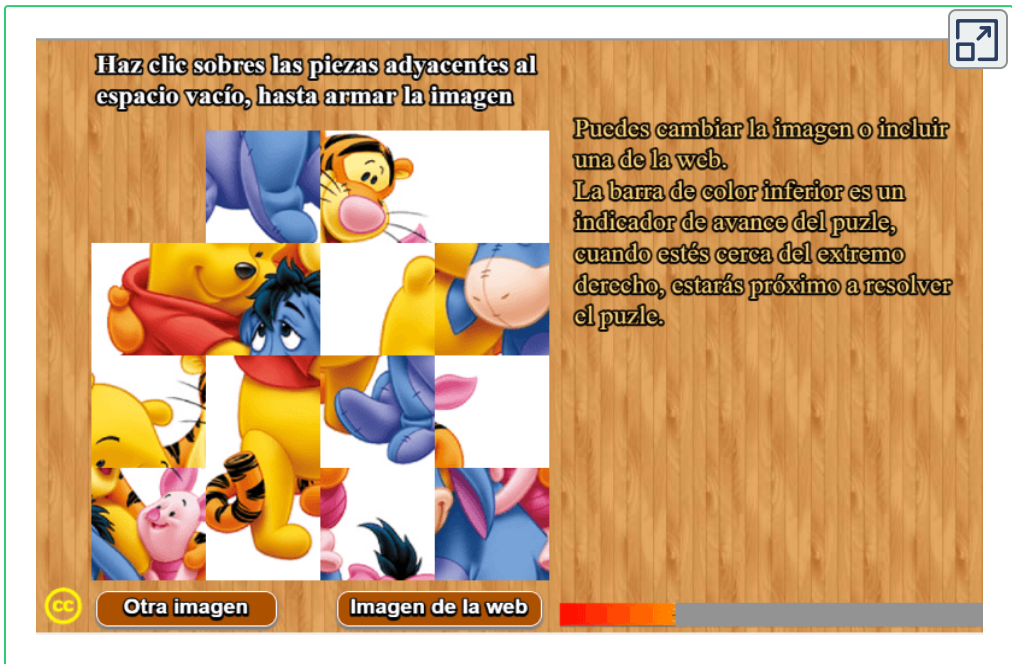 Haz clic sobres las piezas adyacentes al
espacio vacío, hasta armar la imagen
Puedes cambiar la imagen o incluir
una de la web.
La barra de color inferior es un
indicador de avance del puzle,
cuando estés cerca del extremo
derecho, estarás próximo a resolver
el puzle.
cc
Otra imagen
Imagen de la web